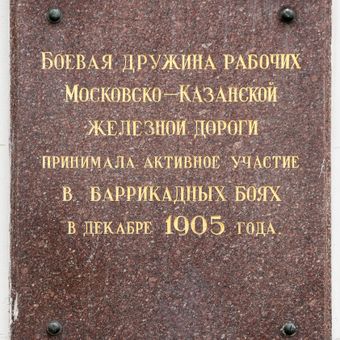 Боевая дружина рабочих
Московско-Казанской
железной дороги
принимала активное участие
в баррикадных боях
в декабре 1905 года.